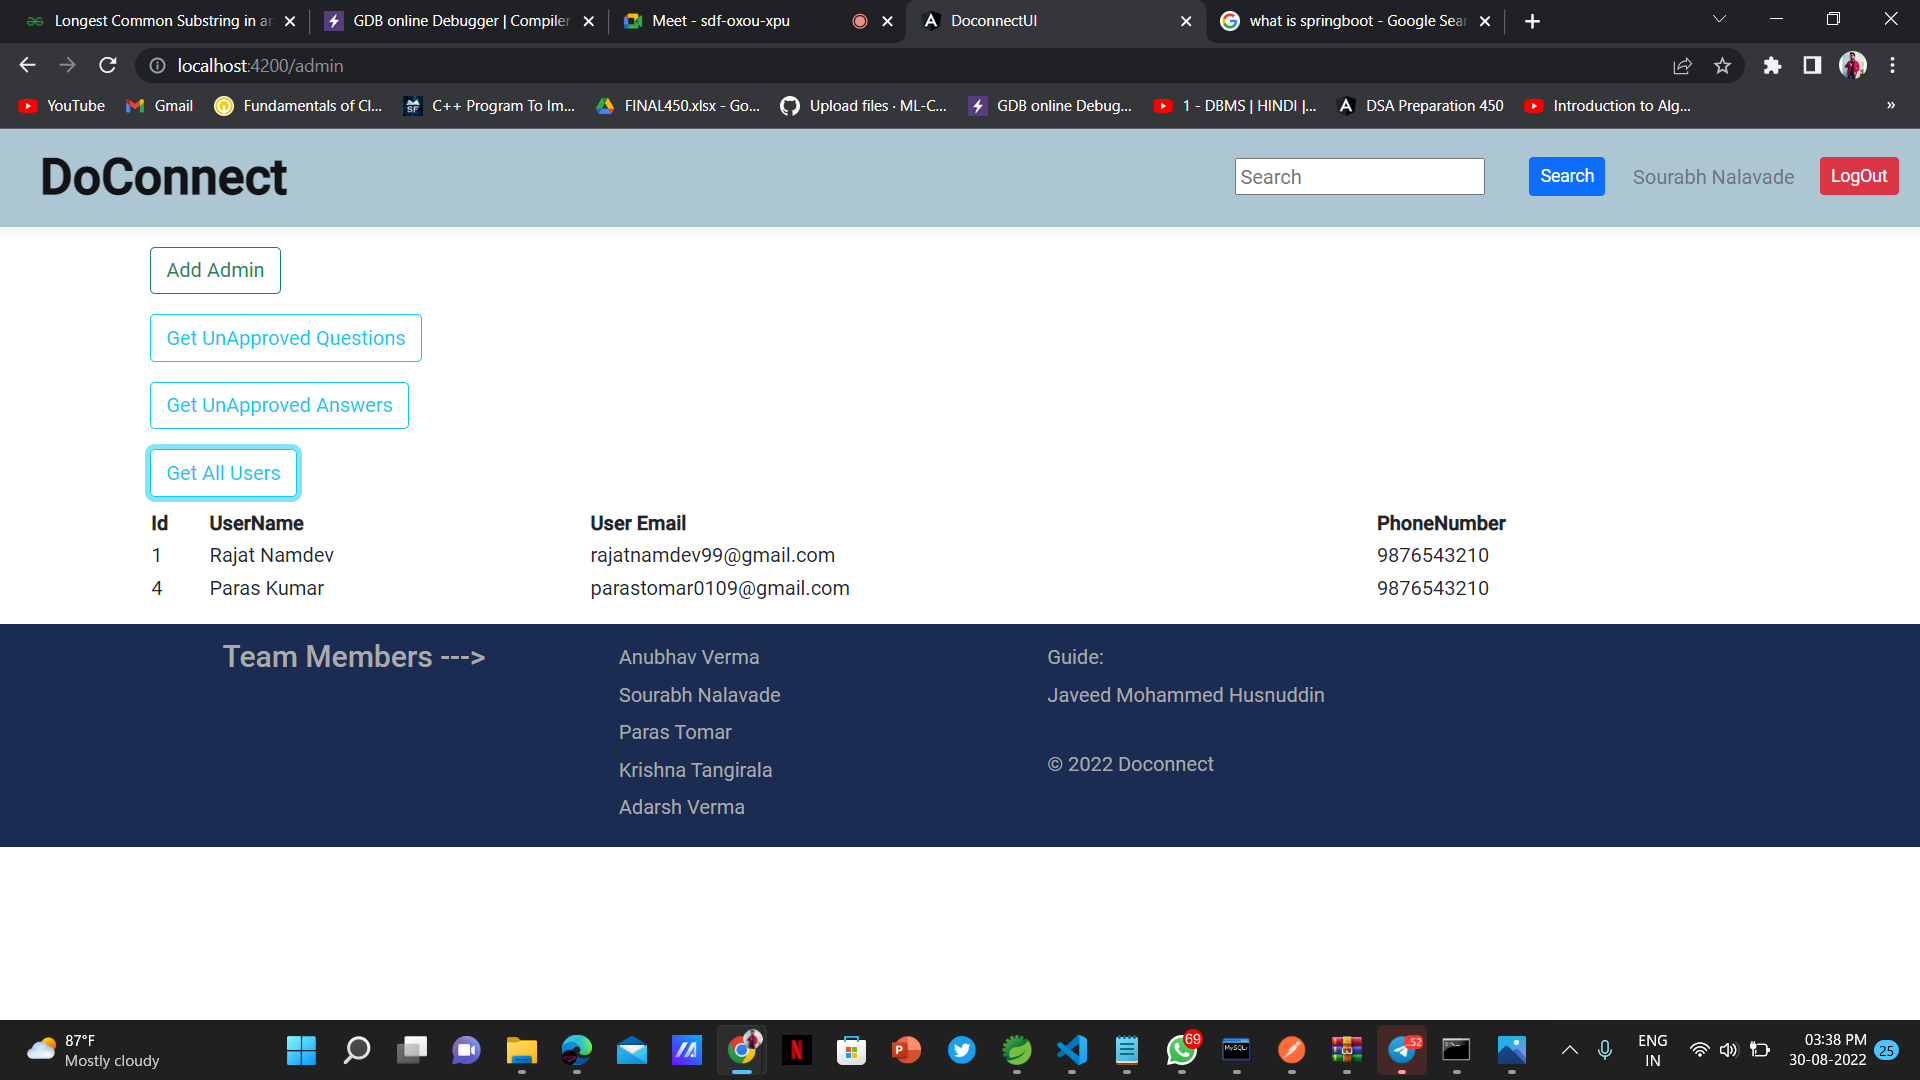 Longest Common Substring in an
GDB online Debugger | Compiler
Meet - sdf-oxou-xpu
DoconnectUI
what is springboot - Google Sear
localhost:4200/admin
YouTube
Gmail
Fundamentals of Cl...
C++ Program To Im...
FINAL450.xlsx - Go...
Upload files · ML-C...
GDB online Debug...
1 - DBMS | HINDI |...
DSA Preparation 450
Introduction to Alg...
»
DoConnect
Search
Search
Sourabh Nalavade
LogOut
Add Admin
Get UnApproved Questions
Get UnApproved Answers
Get All Users
Id UserName User Email PhoneNumber
1 Rajat Namdev rajatnamdev99@gmail.com 9876543210
4 Paras Kumar parastomar0109@gmail.com 9876543210
Team Members --->
Anubhav Verma
Sourabh Nalavade
Paras Tomar
Krishna Tangirala
Adarsh Verma
Guide:
Javeed Mohammed Husnuddin
© 2022 Doconnect
87°F
Mostly cloudy
69
52
ENG
IN
03:38 PM
30-08-2022
25